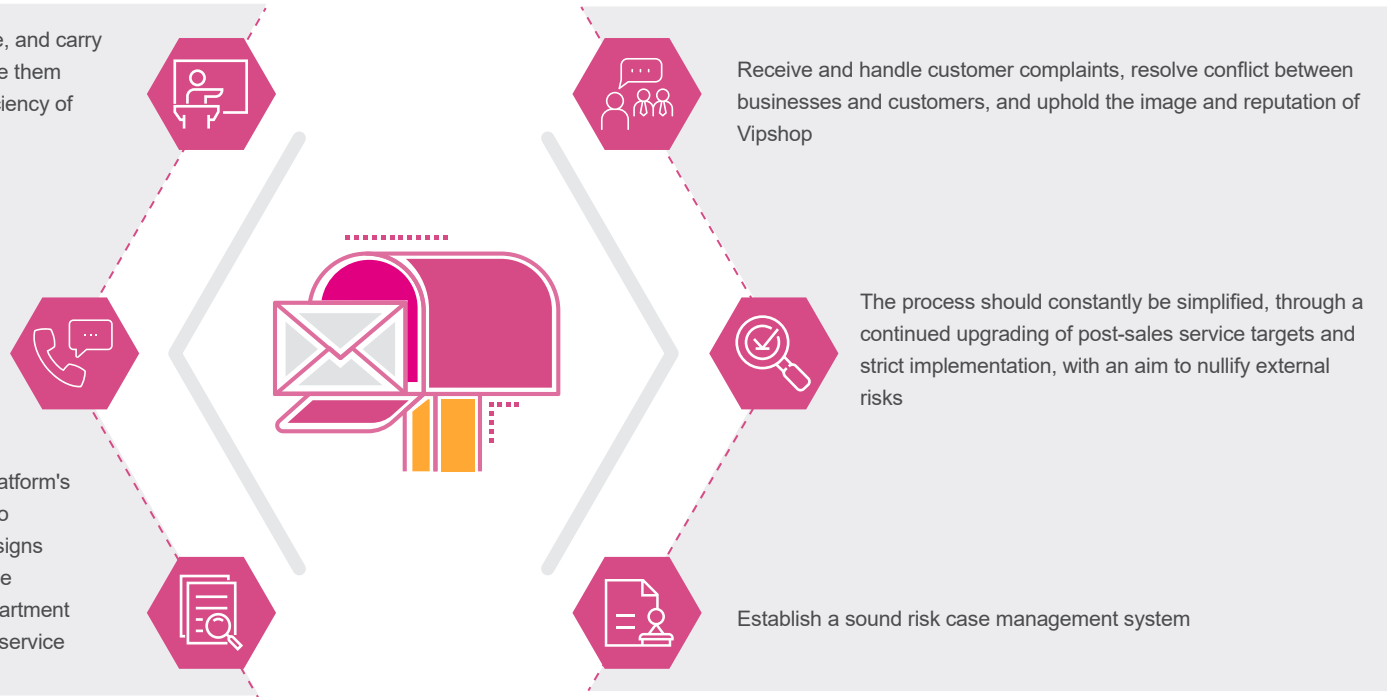 e, and carry
e them
ciency of
atform's
o
signs
e
artment
service
Receive and handle customer complaints, resolve conflict between
businesses and customers, and uphold the image and reputation of
Vipshop
The process should constantly be simplified, through a
continued upgrading of post-sales service targets and
strict implementation, with an aim to nullify external
risks
Establish a sound risk case management system